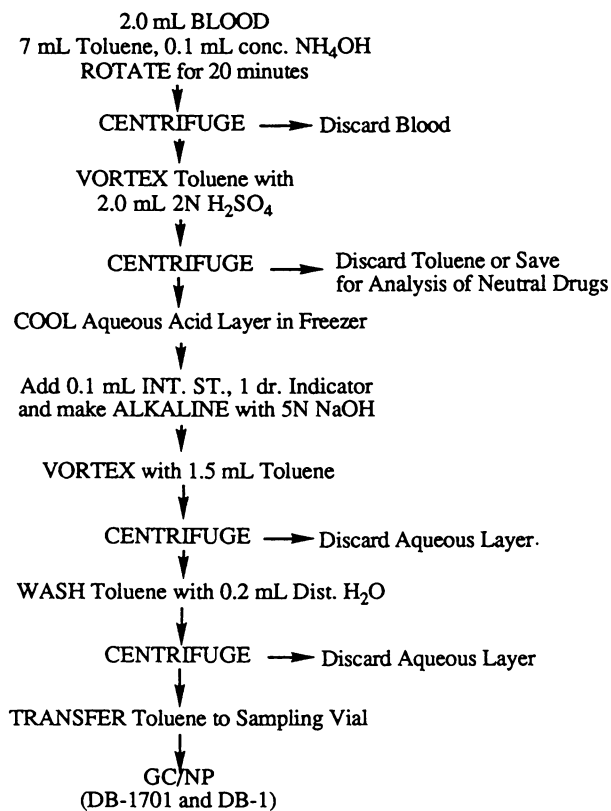 2.0 mL BLOOD
7 mL Toluene, 0.1 mL conc. NH₄OH
ROTATE for 20 minutes
CENTRIFUGE
Discard Blood
VORTEX Toluene with
2.0 mL 2N H₂SO₄
CENTRIFUGE
Discard Toluene or Save
for Analysis of Neutral Drugs
COOL Aqueous Acid Layer in Freezer
Add 0.1 mL INT. ST., 1 dr. Indicator
and make ALKALINE with 5N NaOH
VORTEX with 1.5 mL Toluene
CENTRIFUGE
Discard Aqueous Layer.
WASH Toluene with 0.2 mL Dist. H₂O
CENTRIFUGE
Discard Aqueous Layer
TRANSFER Toluene to Sampling Vial
GC/NP
(DB-1701 and DB-1)